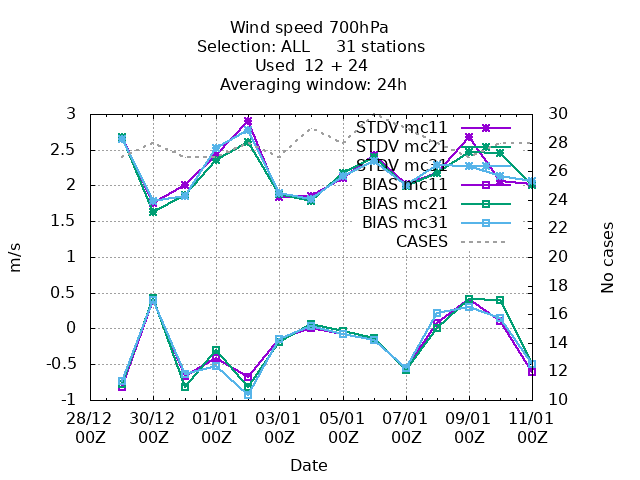 Wind speed 700hPa
Selection: ALL 31 stations
Used 12 + 24
Averaging window: 24h
3
2.5
2
1.5
1
0.5
0
-0.5
-1
m/s
30
28
26
24
22
20
18
16
14
12
10
No cases
STDV mc11
STDV mc21
STDV mc31
BIAS mc11
BIAS mc21
BIAS mc31
CASES
28/12 30/12 01/01 03/01 05/01 07/01 09/01 11/01
00Z 00Z 00Z 00Z 00Z 00Z 00Z 00Z
Date